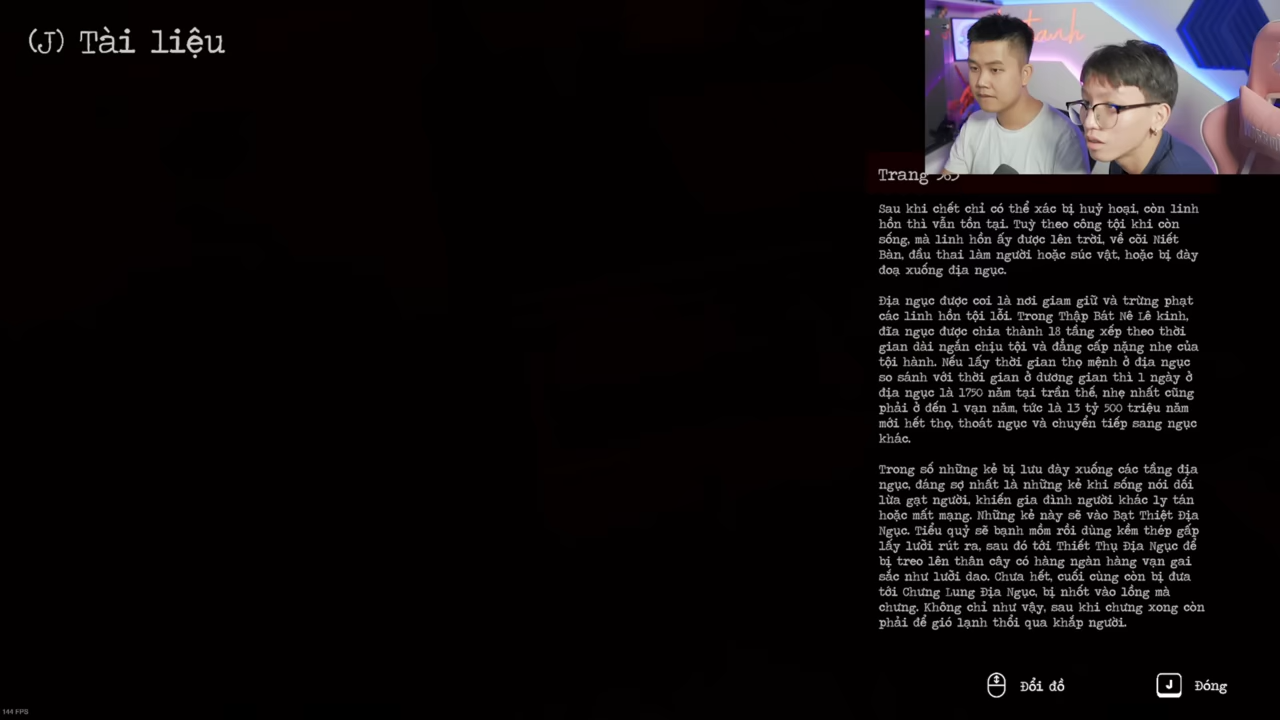 (J) Tài liệu
Trang
Sau khi chết chỉ có thể xác bị huỷ hoại, còn linh
hồn thì vẫn tồn tại. Tuỳ theo công tội khi còn
sống, mà linh hồn ấy được lên trời, về cõi Niết
Bàn, đầu thai làm người hoặc súc vật, hoặc bị đày
đoạ xuống địa ngục.
Địa ngục được coi là nơi giam giữ và trừng phạt
các linh hồn tội lỗi. Trong Thập Bát Nê Lê kinh,
đĩa ngục được chia thành 18 tầng xếp theo thời
gian dài ngắn chịu tội và đẳng cấp nặng nhẹ của
tội hành. Nếu lấy thời gian thọ mệnh ở địa ngục
so sánh với thời gian ở dương gian thì 1 ngày ở
địa ngục là 1750 năm tại trần thế, nhẹ nhất cũng
phải ở đến 1 vạn năm, tức là 13 tỷ 500 triệu năm
mới hết thọ, thoát ngục và chuyển tiếp sang ngục
khác.
Trong số những kẻ bị lưu đày xuống các tầng địa
ngục, đáng sợ nhất là những kẻ khi sống nói dối
lừa gạt người, khiến gia đình người khác ly tán
hoặc mất mạng. Những kẻ này sẽ vào Bạt Thiệt Địa
Ngục. Tiểu quỷ sẽ bạnh mồm rồi dùng kềm thép gấp
lấy lưỡi rút ra, sau đó tới Thiết Thụ Địa Ngục để
bị treo lên thân cây có hàng ngàn hàng vạn gai
sắc như lưỡi dao. Chưa hết, cuối cùng còn bị đưa
tới Chưng Lung Địa Ngục, bị nhốt vào lồng mà
chưng. Không chỉ như vậy, sau khi chưng xong còn
phải để gió lạnh thổi qua khắp người.
Đổi đồ
J Đóng
144 FPS